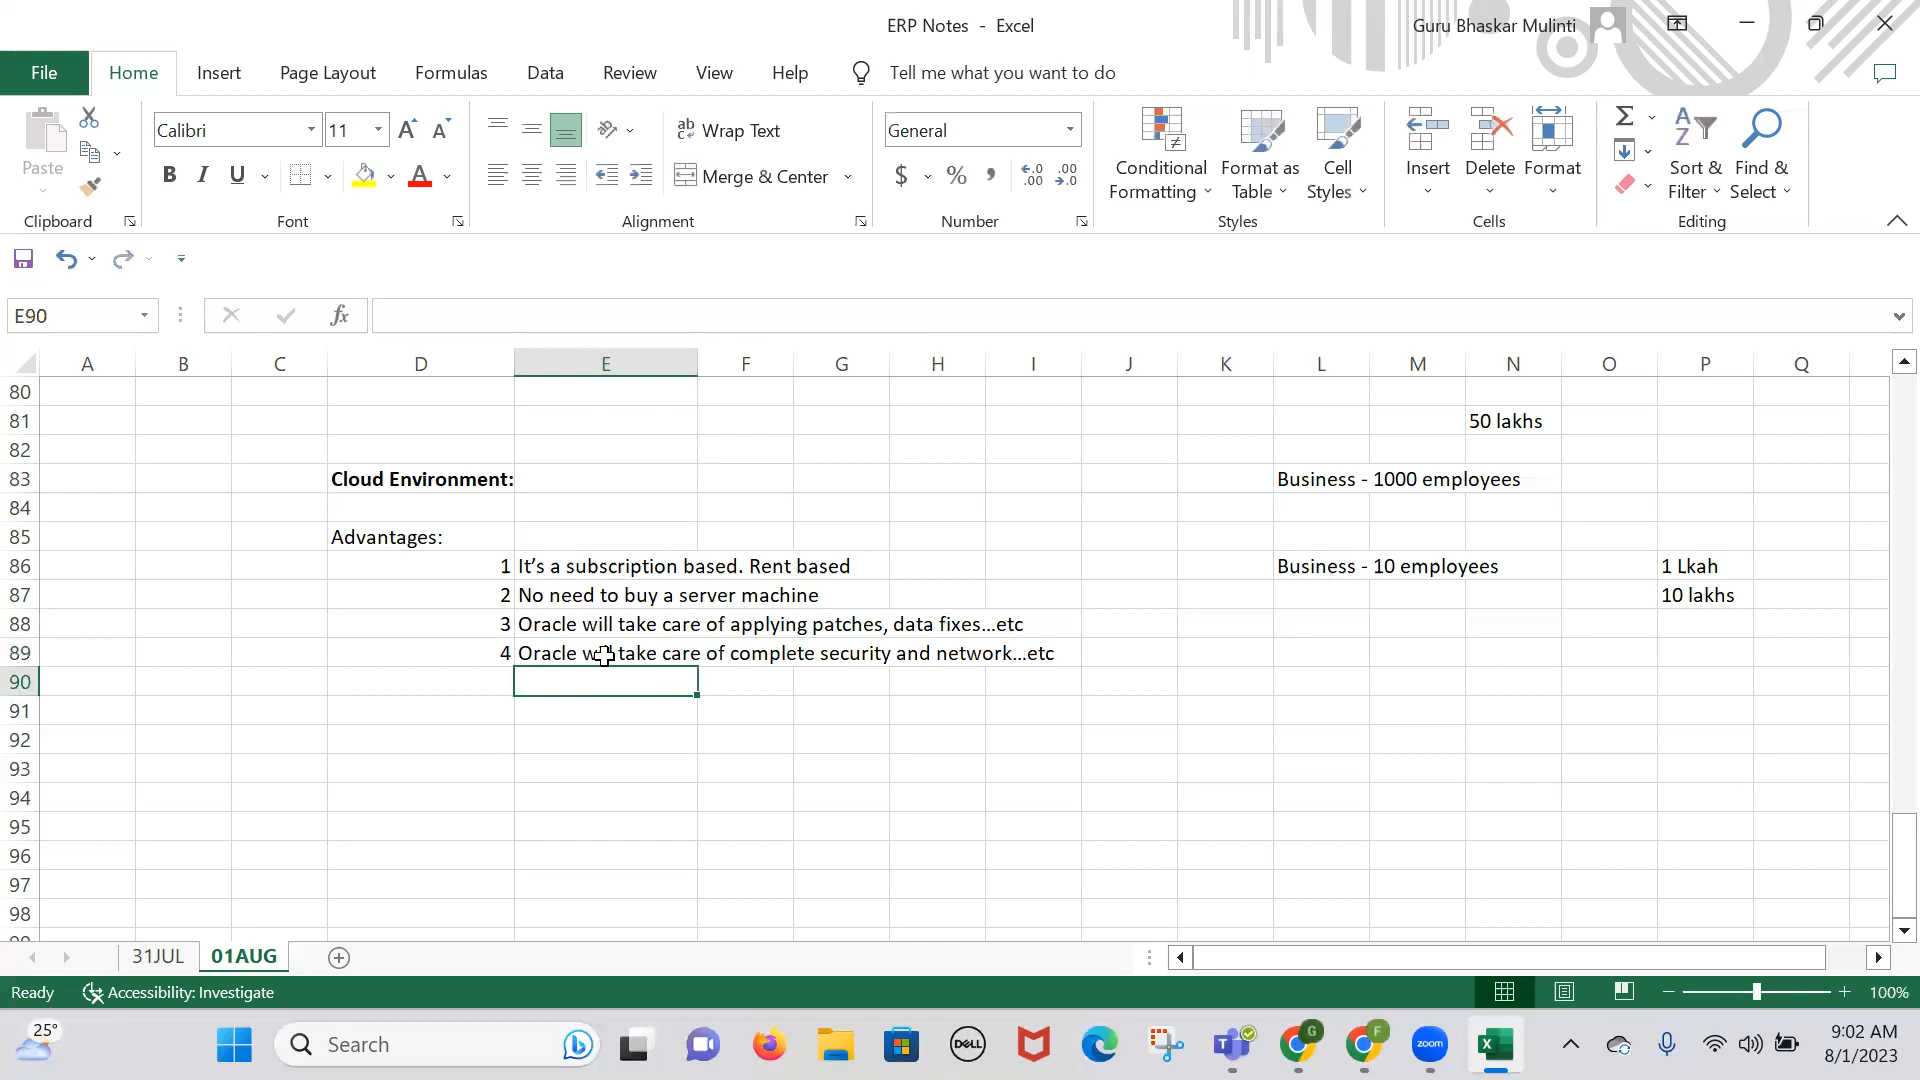 ERP Notes - Excel
Guru Bhaskar Mulinti
File Home Insert Page Layout Formulas Data Review View Help Tell me what you want to do
Paste
Clipboard
Calibri 11
B I U
Font
Wrap Text
Merge & Center
Alignment
General
$ % ,
Number
Conditional Formatting
Format as Table
Cell Styles
Styles
Insert Delete Format
Cells
Sort & Filter
Find & Select
Editing
E90
fx
A B C D E F G H I J K L M N O P Q
80
81 50 lakhs
82
83 Cloud Environment: Business - 1000 employees
84
85 Advantages:
86 1 It’s a subscription based. Rent based Business - 10 employees 1 Lkah
87 2 No need to buy a server machine 10 lakhs
88 3 Oracle will take care of applying patches, data fixes...etc
89 4 Oracle will take care of complete security and network...etc
90
91
92
93
94
95
96
97
98
31JUL 01AUG
Ready Accessibility: Investigate 100%
25°
Search
DELL
zoom
9:02 AM
8/1/2023